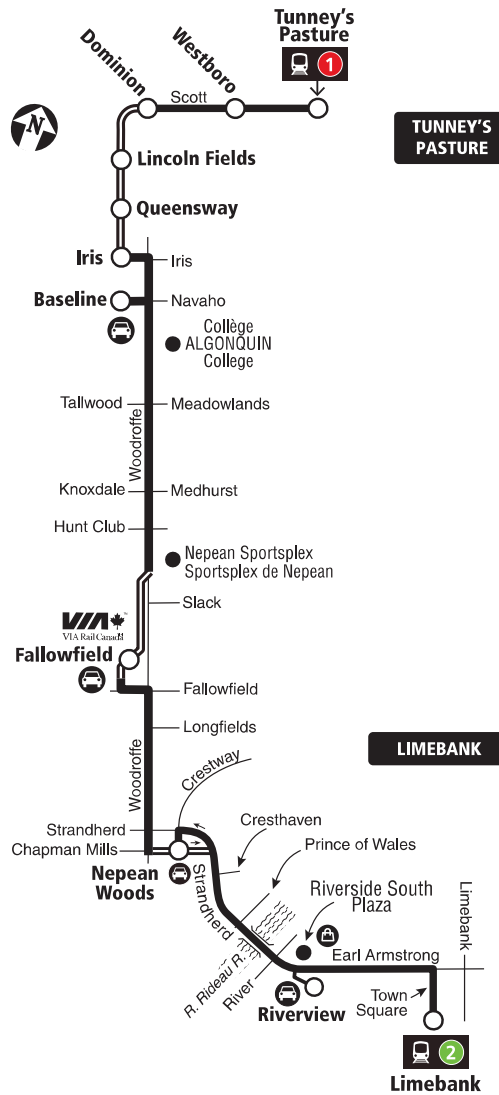 Tunney's
Pasture
1
Dominion
Westboro
Scott
N
TUNNEY'S
PASTURE
Lincoln Fields
Queensway
Iris
Iris
Baseline
Navaho
Collège
ALGONQUIN
College
Tallwood
Meadowlands
Woodroffe
Knoxdale
Medhurst
Hunt Club
Nepean Sportsplex
Sportsplex de Nepean
Slack
VIA
VIA Rail Canada
Fallowfield
Fallowfield
Longfields
Woodroffe
LIMEBANK
Crestway
Strandherd
Cresthaven
Chapman Mills
Prince of Wales
Nepean
Woods
Strandherd
Riverside South
Plaza
Limebank
R. Rideau R.
River
Earl Armstrong
Riverview
Town
Square
2
Limebank